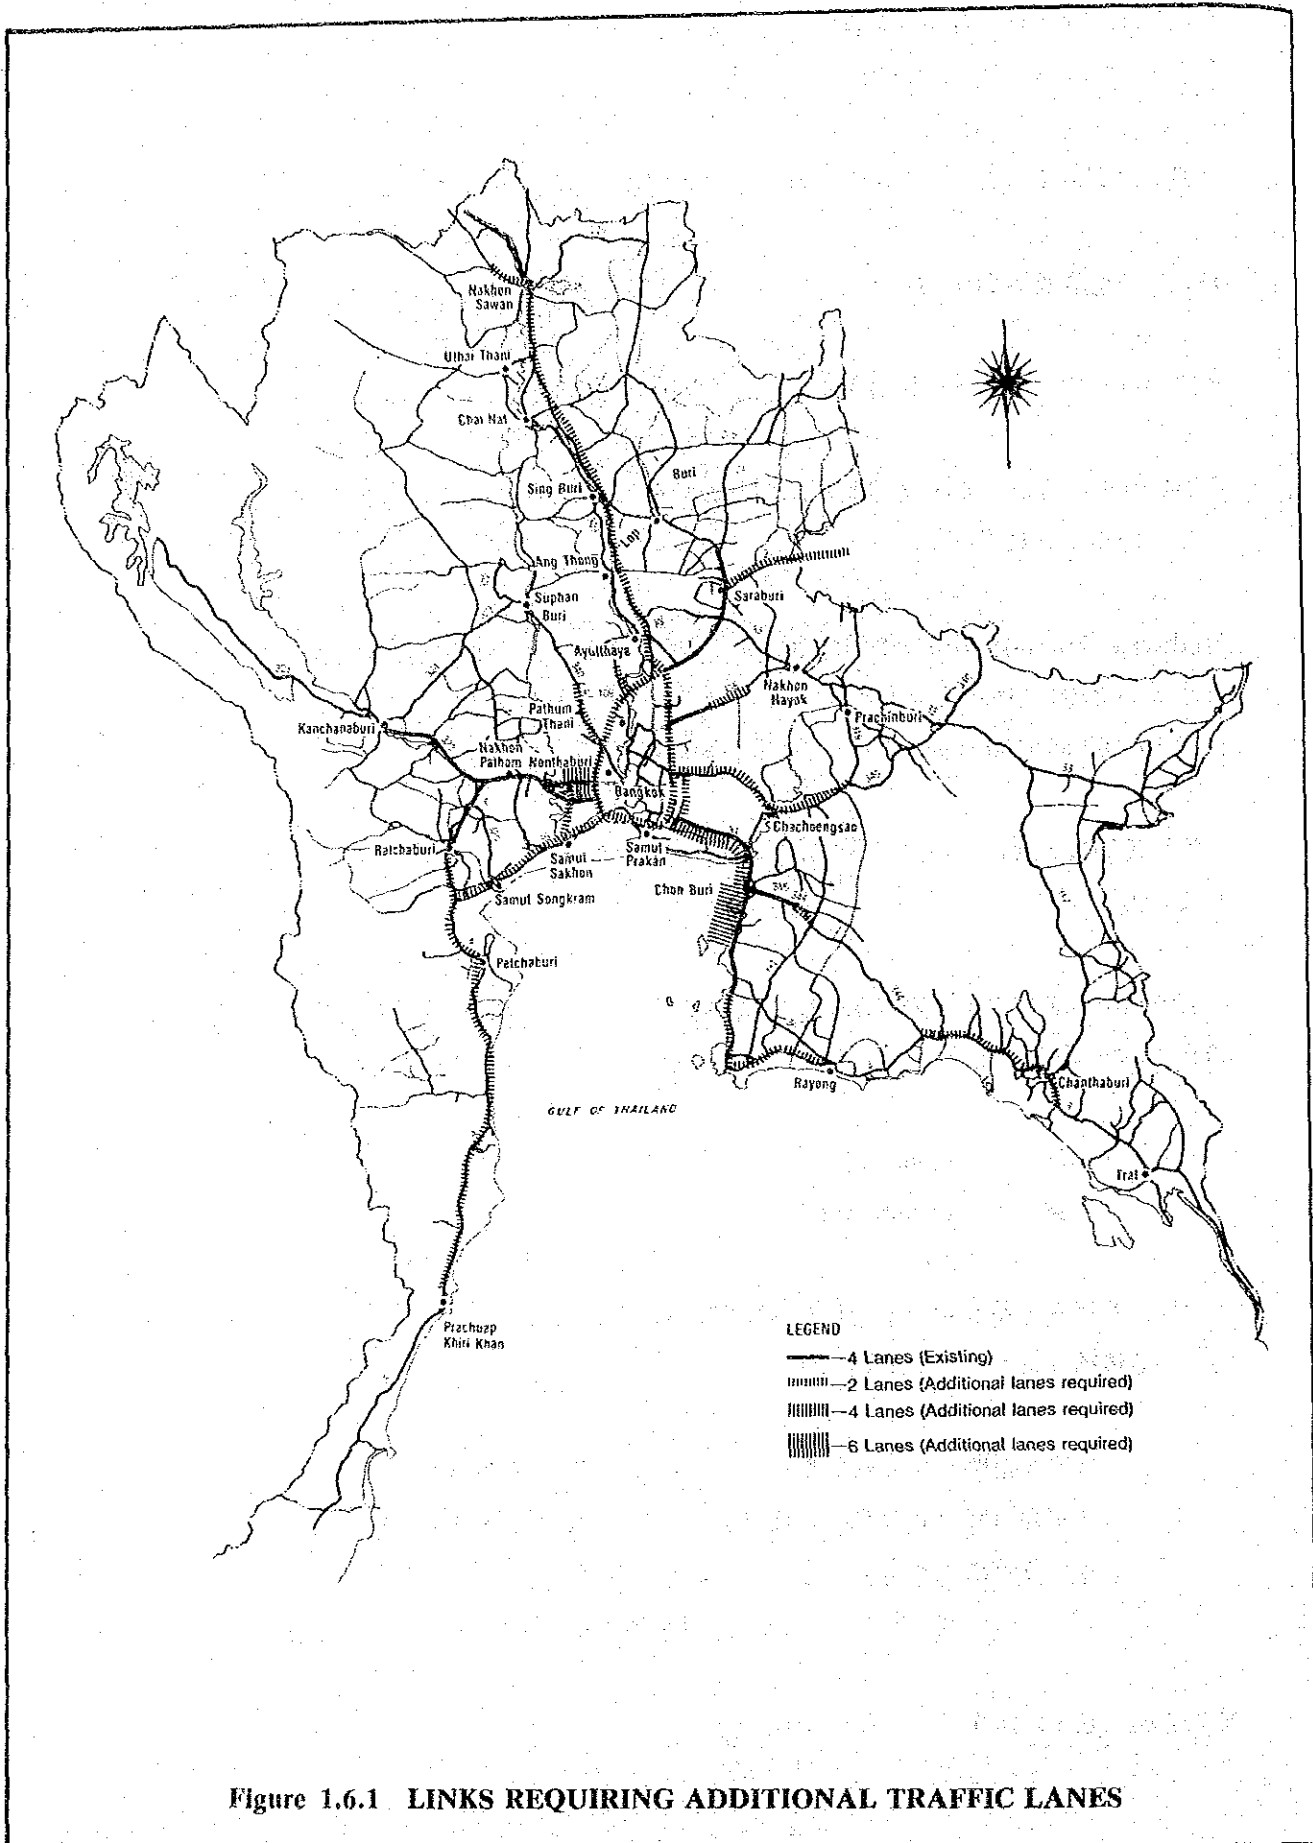 Nakhon
Sawan
Uthai Thani
Chai Nat
Sing Buri
Buri
Lop
Ang Thong
Suphan
Buri
Saraburi
Ayutthaya
Nakhon
Nayok
Pathum
Thani
Prachinburi
Kanchanaburi
Nakhon
Pathom Nonthaburi
33
Bangkok
Chachoengsao
Ratchaburi
Samut
Sakhon
Samut
Prakan
Chon Buri
Samut Songkram
Petchaburi
Rayong
Chanthaburi
GULF OF THAILAND
Trat
Prachuap
Khiri Khan
LEGEND
4 Lanes (Existing)
2 Lanes (Additional lanes required)
4 Lanes (Additional lanes required)
6 Lanes (Additional lanes required)
Figure 1.6.1 LINKS REQUIRING ADDITIONAL TRAFFIC LANES